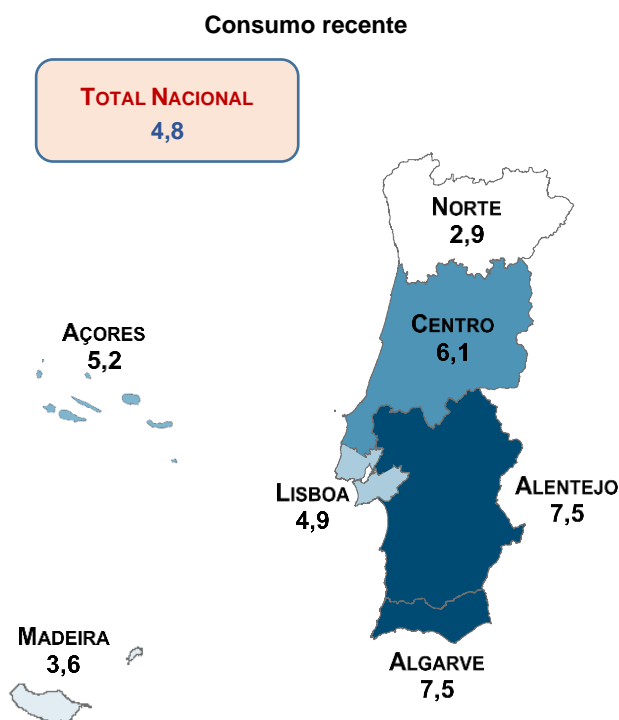 Consumo recente
TOTAL NACIONAL
4,8
NORTE
2,9
CENTRO
6,1
AÇORES
5,2
LISBOA
4,9
ALENTEJO
7,5
MADEIRA
3,6
ALGARVE
7,5